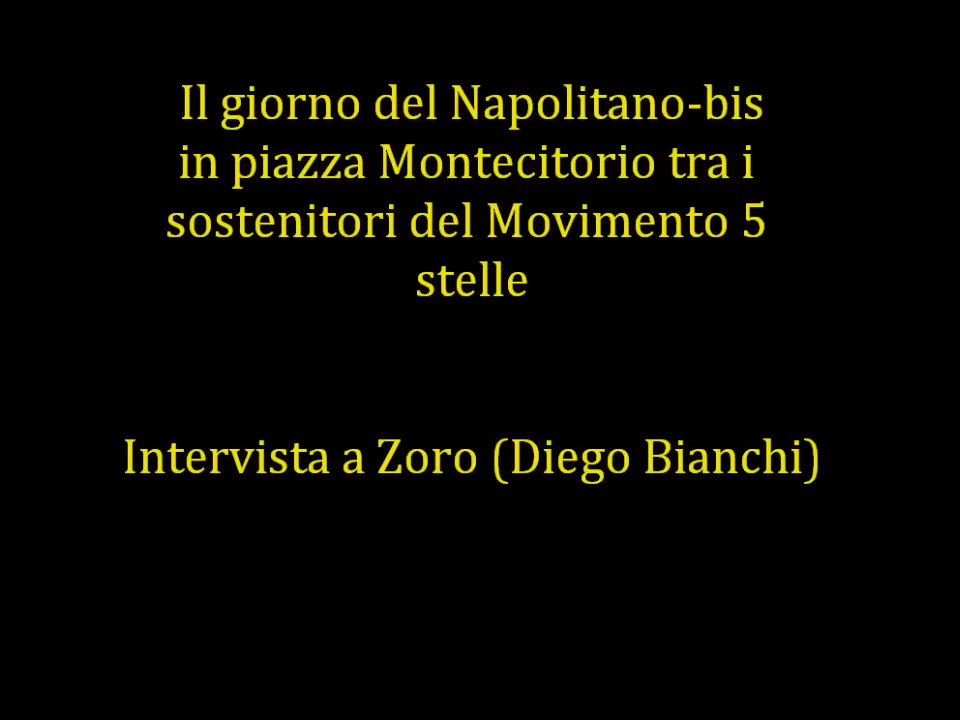 Il giorno del Napolitano-bis
in piazza Montecitorio tra i
sostenitori del Movimento 5
stelle
Intervista a Zoro (Diego Bianchi)